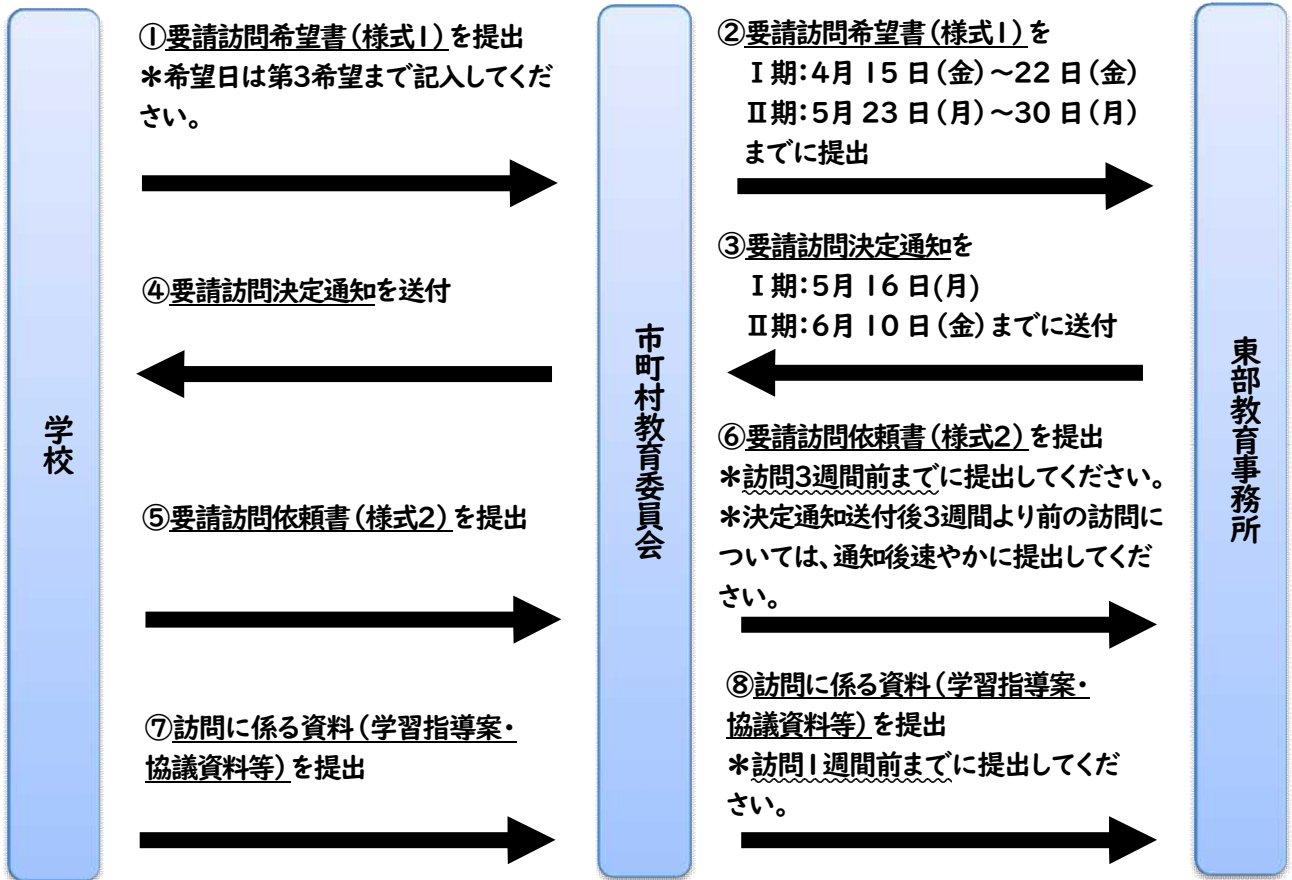 ①要請訪問希望書(様式1)を提出
＊希望日は第3希望まで記入してくだ
さい。
②要請訪問希望書(様式1)を
Ⅰ期:4月15日(金)～22日(金)
Ⅱ期:5月23日(月)～30日(月)
までに提出
③要請訪問決定通知を
Ⅰ期:5月16日(月)
Ⅱ期:6月10日(金)までに送付
④要請訪問決定通知を送付
⑤要請訪問依頼書(様式2)を提出
⑥要請訪問依頼書(様式2)を提出
＊訪問3週間前までに提出してください。
＊決定通知送付後3週間より前の訪問に
ついては、通知後速やかに提出してくだ
さい。
⑦訪問に係る資料(学習指導案・
協議資料等)を提出
⑧訪問に係る資料(学習指導案・
協議資料等)を提出
＊訪問1週間前までに提出してくだ
さい。
学校
市町村教育委員会
東部教育事務所